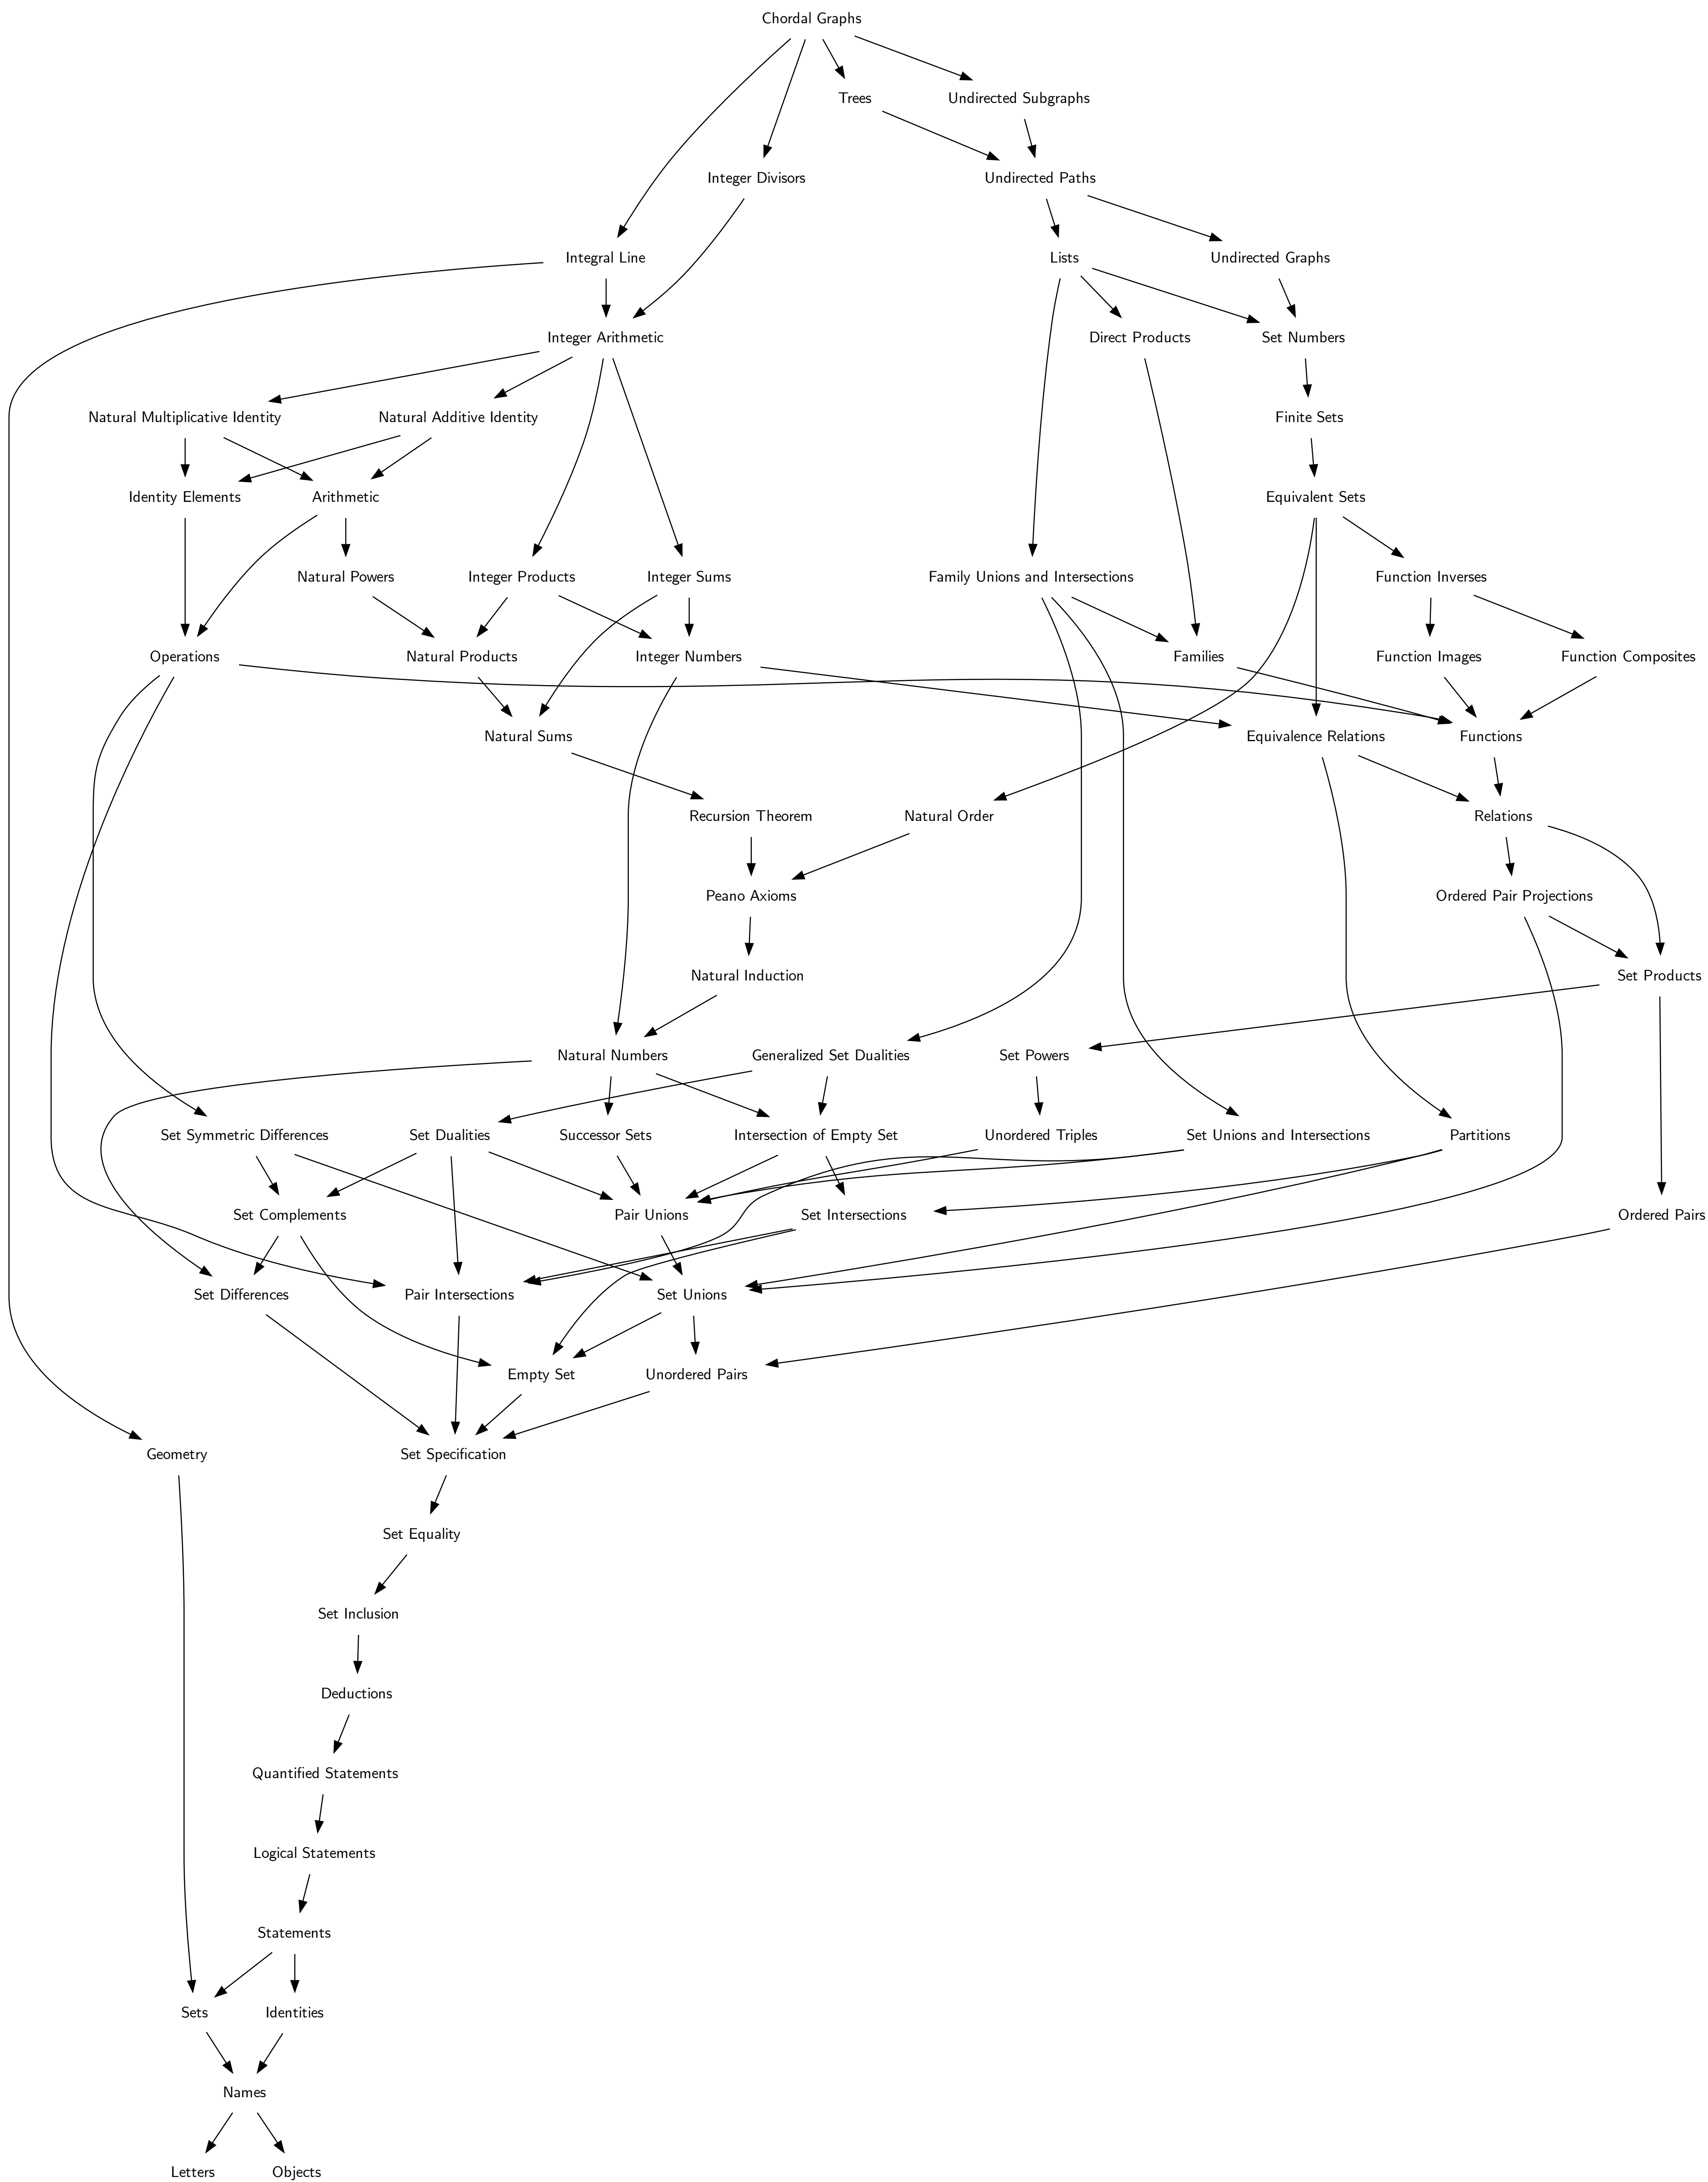 Chordal Graphs
Trees
Undirected Subgraphs
Integer Divisors
Undirected Paths
Integral Line
Lists
Undirected Graphs
Integer Arithmetic
Direct Products
Set Numbers
Natural Multiplicative Identity
Natural Additive Identity
Finite Sets
Identity Elements
Arithmetic
Equivalent Sets
Natural Powers
Integer Products
Integer Sums
Family Unions and Intersections
Function Inverses
Operations
Natural Products
Integer Numbers
Families
Function Images
Function Composites
Natural Sums
Equivalence Relations
Functions
Recursion Theorem
Natural Order
Relations
Peano Axioms
Ordered Pair Projections
Natural Induction
Set Products
Natural Numbers
Generalized Set Dualities
Set Powers
Set Symmetric Differences
Set Dualities
Successor Sets
Intersection of Empty Set
Unordered Triples
Set Unions and Intersections
Partitions
Set Complements
Pair Unions
Set Intersections
Ordered Pairs
Set Differences
Pair Intersections
Set Unions
Empty Set
Unordered Pairs
Geometry
Set Specification
Set Equality
Set Inclusion
Deductions
Quantified Statements
Logical Statements
Statements
Sets
Identities
Names
Letters
Objects